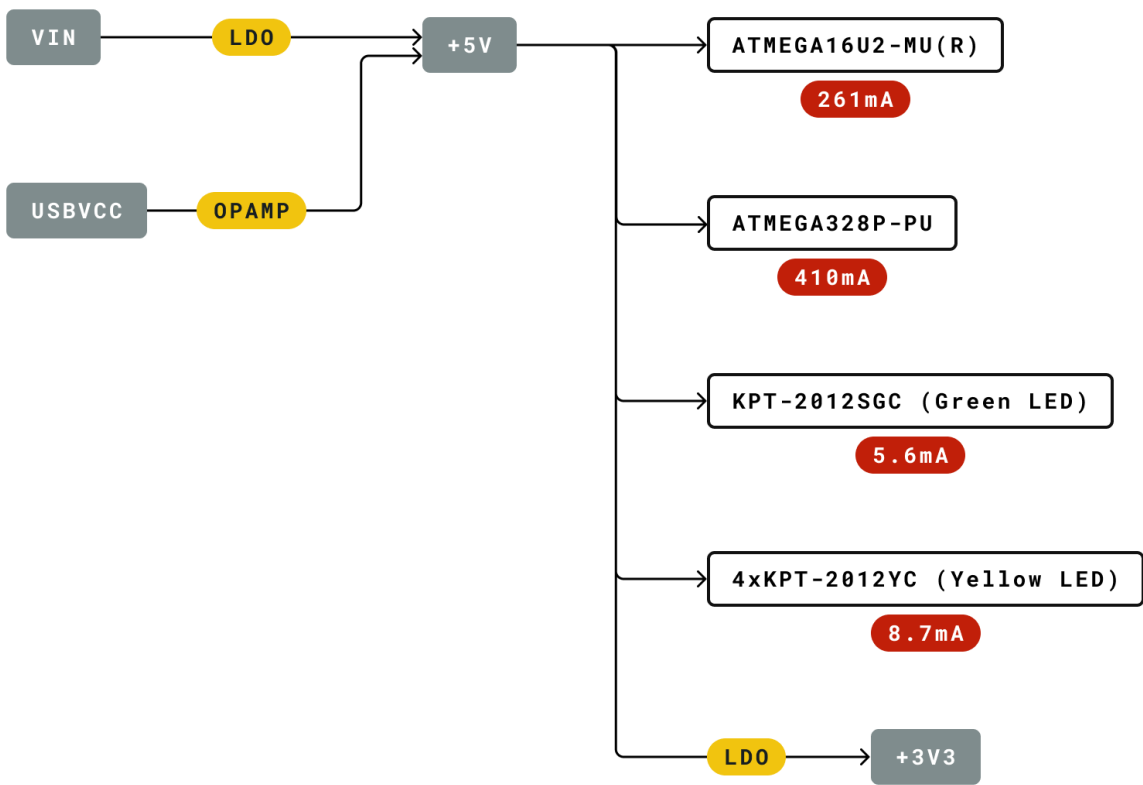 VIN
LDO
+5V
ATMEGA16U2-MU(R)
261mA
USBVCC
OPAMP
ATMEGA328P-PU
410mA
KPT-2012SGC (Green LED)
5.6mA
4xKPT-2012YC (Yellow LED)
8.7mA
LDO
+3V3